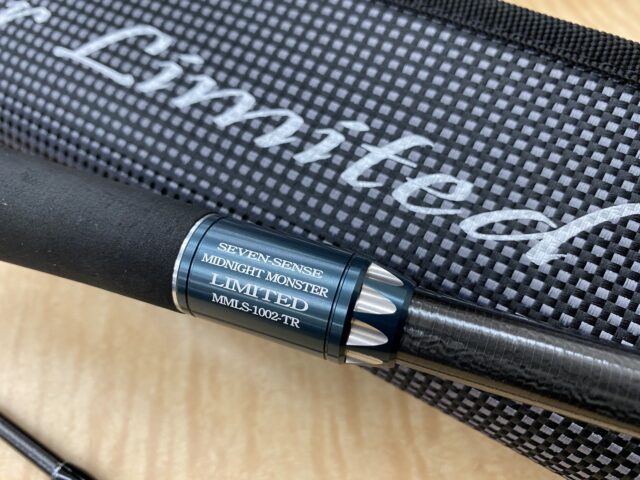 Limited
SEVEN-SENSE
MIDNIGHT MONSTER
LIMITED
MMLS-1002-TR